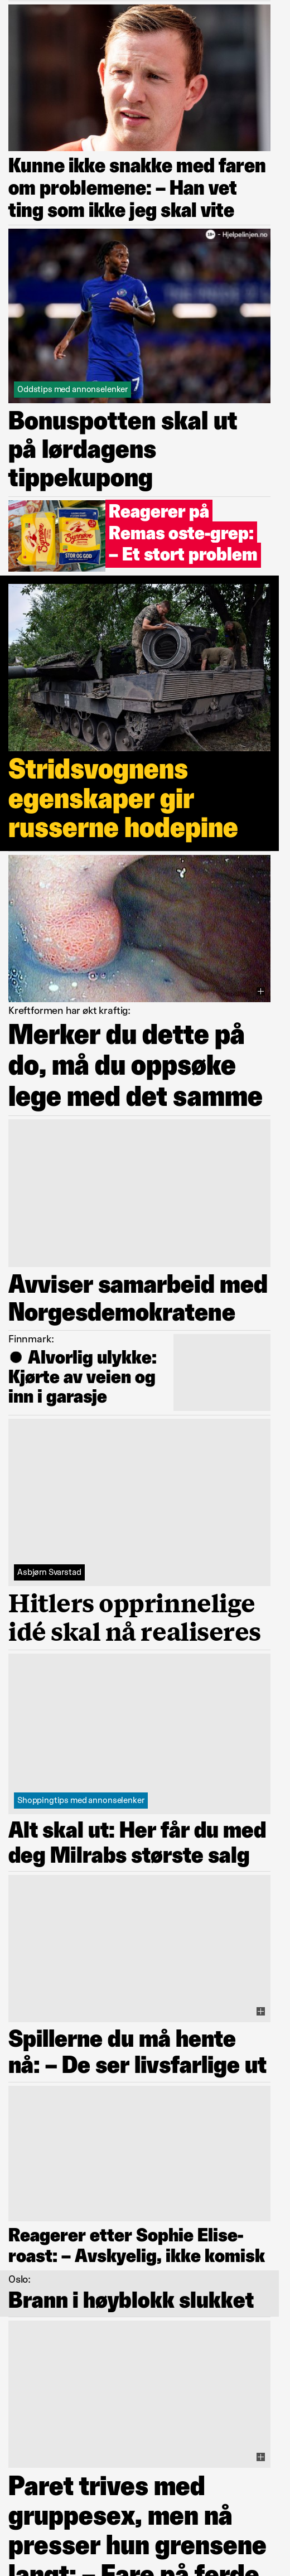 Kunne ikke snakke med faren
om problemene: – Han vet
ting som ikke jeg skal vite
18+ – Hjelpelinjen.no
Oddstips med annonselenker
Bonuspotten skal ut
på lørdagens
tippekupong
Synnøve
Synnøve
STOR OG GOD
Reagerer på
Remas oste-grep:
– Et stort problem
Stridsvognens
egenskaper gir
russerne hodepine
Kreftformen har økt kraftig:
Merker du dette på
do, må du oppsøke
lege med det samme
Avviser samarbeid med
Norgesdemokratene
Finnmark:
● Alvorlig ulykke:
Kjørte av veien og
inn i garasje
Asbjørn Svarstad
Hitlers opprinnelige
idé skal nå realiseres
Shoppingtips med annonselenker
Alt skal ut: Her får du med
deg Milrabs største salg
Spillerne du må hente
nå: – De ser livsfarlige ut
Reagerer etter Sophie Elise-
roast: – Avskyelig, ikke komisk
Oslo:
Brann i høyblokk slukket
Paret trives med
gruppesex, men nå
presser hun grensene
langt: – Fare på ferde